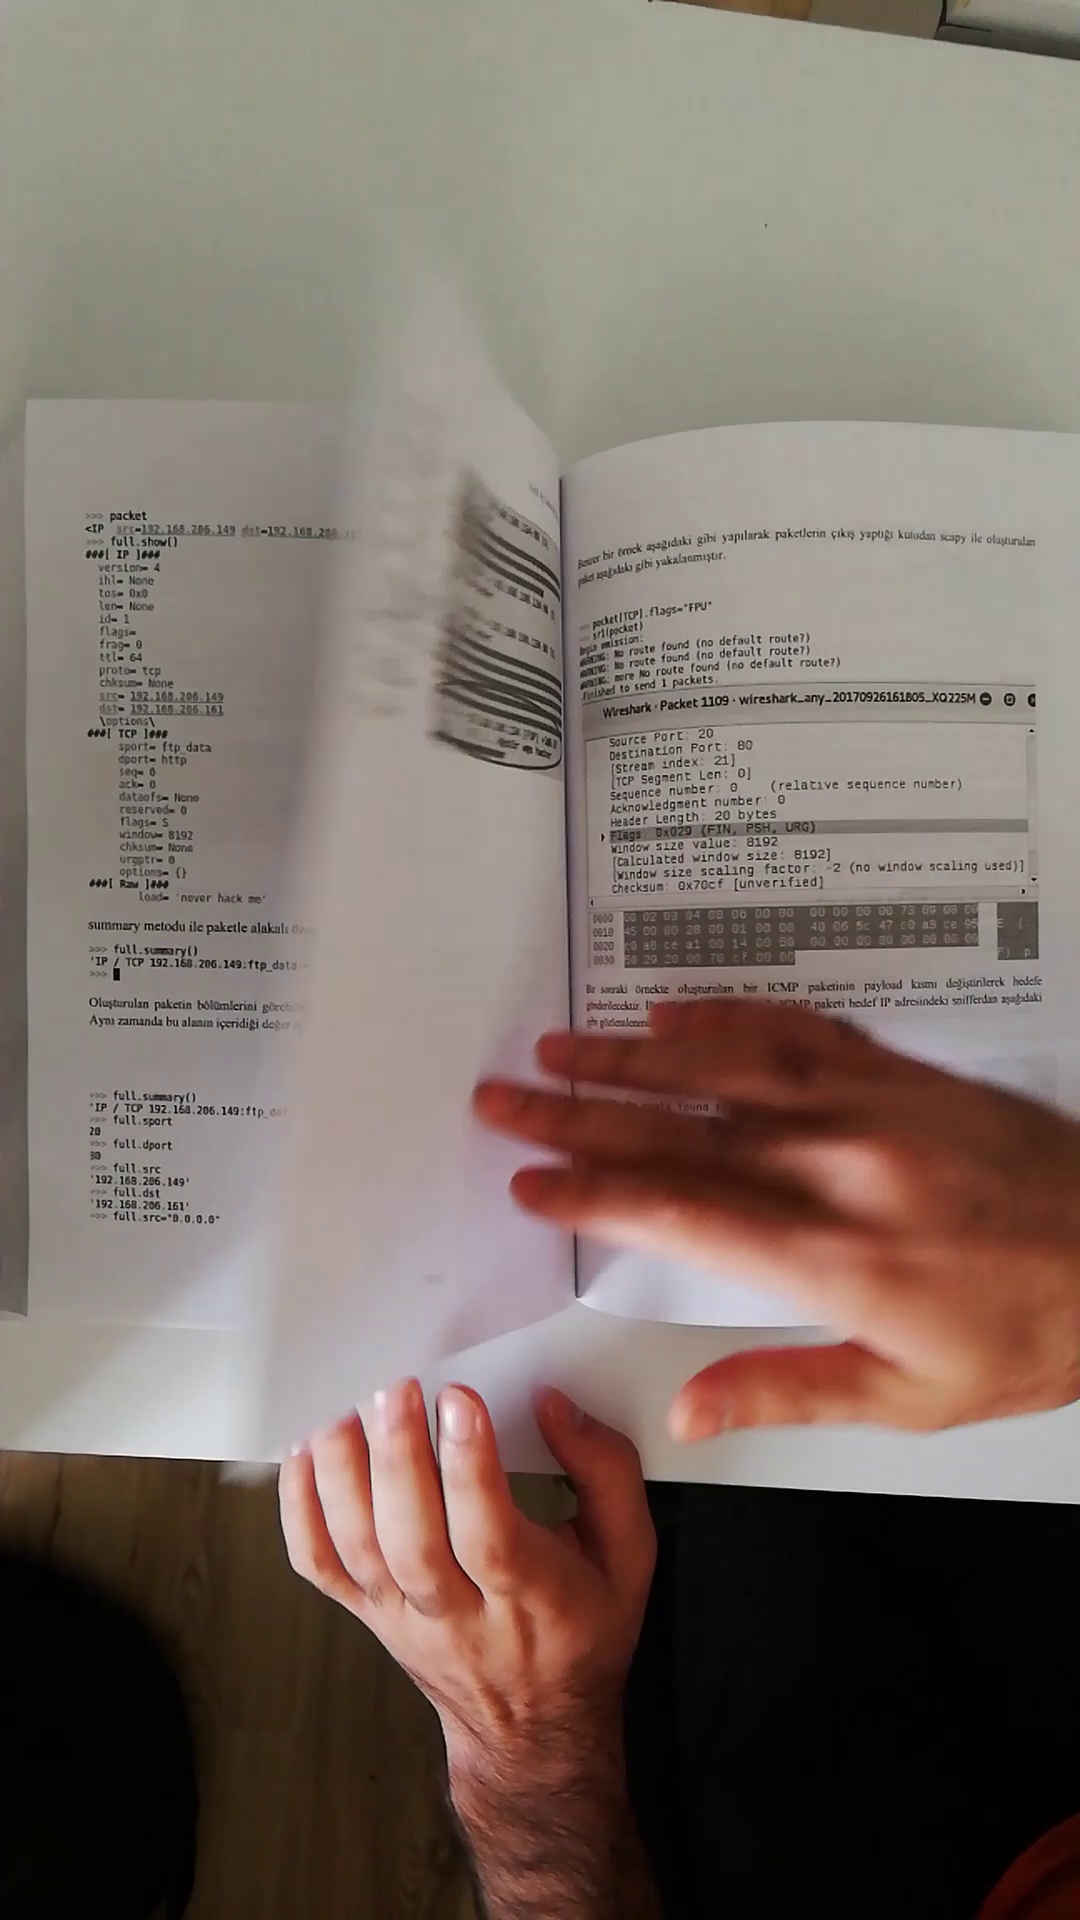 >>> packet
<IP  src=192.168.206.149 dst=192.168.206.
>>> full.show()
###[ IP ]###
version= 4
ihl= None
tos= 0x0
len= None
id= 1
flags=
frag= 0
ttl= 64
proto= tcp
chksum= None
src= 192.168.206.149
dst= 192.168.206.161
\options\
###[ TCP ]###
sport= ftp_data
dport= http
seq= 0
ack= 0
dataofs= None
reserved= 0
flags= S
window= 8192
chksum= None
urgptr= 0
options= {}
###[ Raw ]###
load= 'never hack me'
summary metodu ile paketle alakalı
>>> full.summary()
'IP / TCP 192.168.206.149:ftp_data
>>>
Oluşturulan paketin bölümlerini
Aynı zamanda bu alanın içeridiği değer
>>> full.summary()
'IP / TCP 192.168.206.149:ftp_da
>>> full.sport
20
>>> full.dport
80
>>> full.src
'192.168.206.149'
>>> full.dst
'192.168.206.161'
>>> full.src="0.0.0.0"
Benzer bir örnek aşağıdaki gibi yapılarak paketlerin çıkış yaptığı kutudan scapy ile oluşturulan
paket aşağıdaki gibi yakalanmıştır.
pocket[TCP].flags="FPU"
sr1(pocket)
Begin emission:
WARNING: No route found (no default route?)
WARNING: No route found (no default route?)
WARNING: more No route found (no default route?)
Finished to send 1 packets.
Wireshark · Packet 1109 · wireshark_any_20170926161805_XQ225M
Source Port: 20
Destination Port: 80
[Stream index: 21]
[TCP Segment Len: 0]
Sequence number: 0    (relative sequence number)
Acknowledgment number: 0
Header Length: 20 bytes
Flags: 0x029 (FIN, PSH, URG)
Window size value: 8192
[Calculated window size: 8192]
[Window size scaling factor: -2 (no window scaling used)]
Checksum: 0x70cf [unverified]
0000
0010 45 00 00 28 00 01 00 00 40 06 5c 47 c0 a8 ce 95 E (
0020 c0 a8 ce a1 00 14 00 50 00 00 00 00 00 00 00 00
0030 50 29 20 00 70 cf 00 00
Bir sonraki örnekte oluşturulan bir ICMP paketinin payload kısmı değiştirilerek hedefe
gönderilecektir. ICMP paketi hedef IP adresindeki snifferdan aşağıdaki
gibi
route found